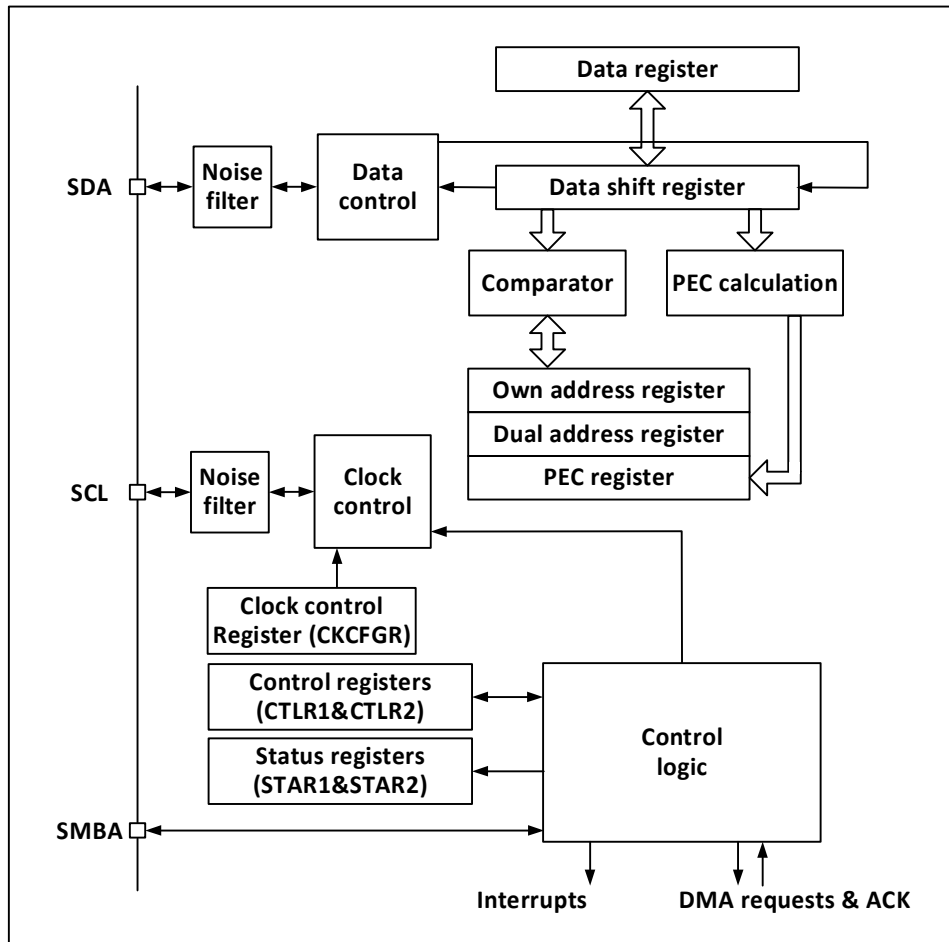 Data register
SDA
Noise
filter
Data
control
Data shift register
Comparator
PEC calculation
Own address register
Dual address register
PEC register
SCL
Noise
filter
Clock
control
Clock control
Register (CKCFGR)
Control registers
(CTLR1&CTLR2)
Status registers
(STAR1&STAR2)
Control
logic
SMBA
Interrupts
DMA requests & ACK